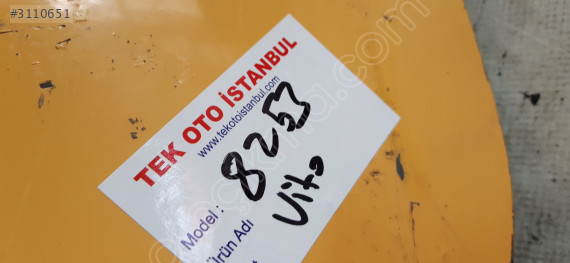 #3110651
TEK OTO İSTANBUL
www.tekotoistanbul.com
8253
Model :
Vito
Ürün Adı